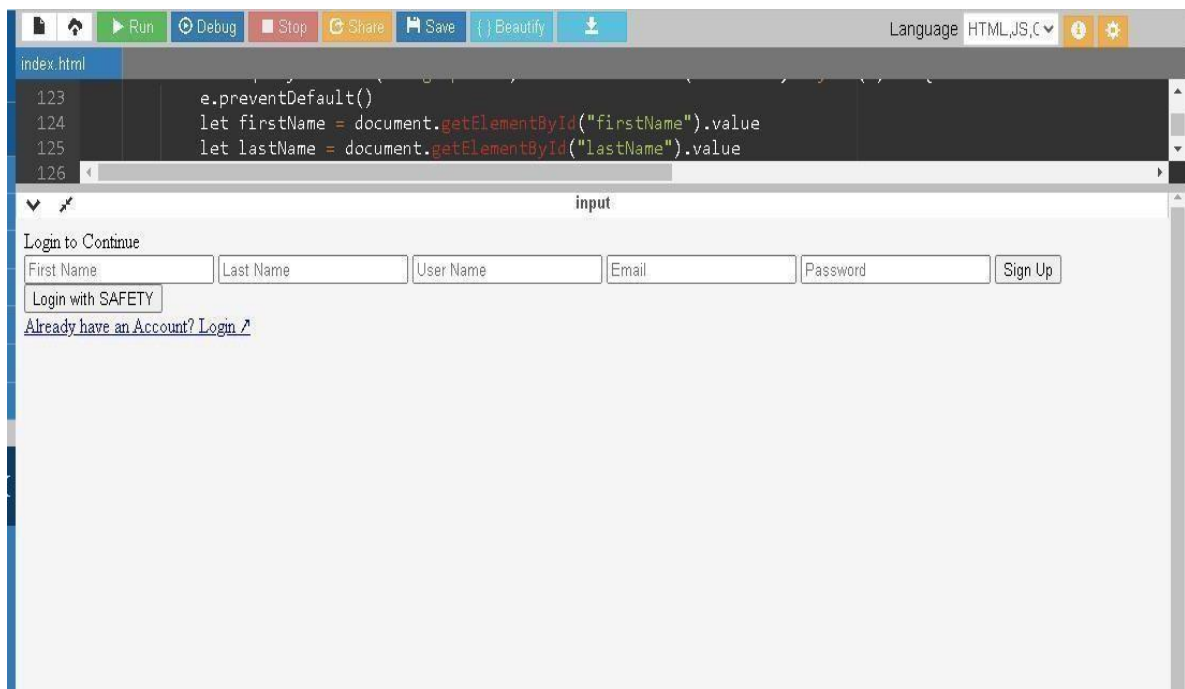 Run Debug Stop Share Save { } Beautify Language HTML,JS,C
index.html
123 e.preventDefault()
124 let firstName = document.getElementById("firstName").value
125 let lastName = document.getElementById("lastName").value
126
input
Login to Continue
First Name Last Name User Name Email Password Sign Up
Login with SAFETY
Already have an Account? Login ↗